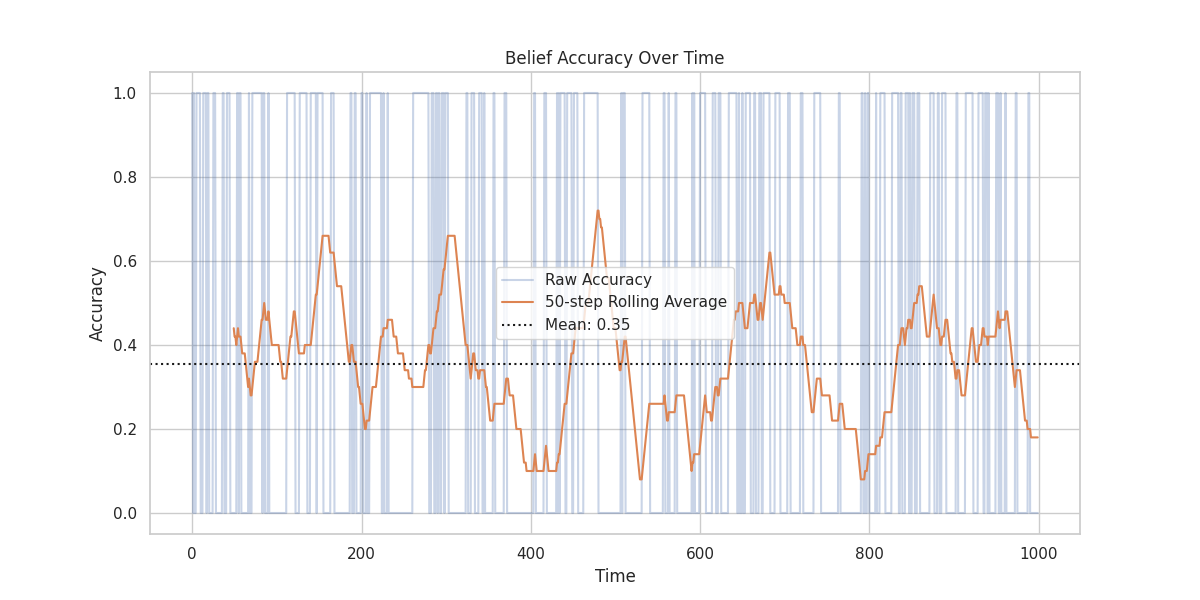 Belief Accuracy Over Time
1.0
0.8
0.6
0.4
0.2
0.0
Accuracy
Raw Accuracy
50-step Rolling Average
Mean: 0.35
0 200 400 600 800 1000
Time